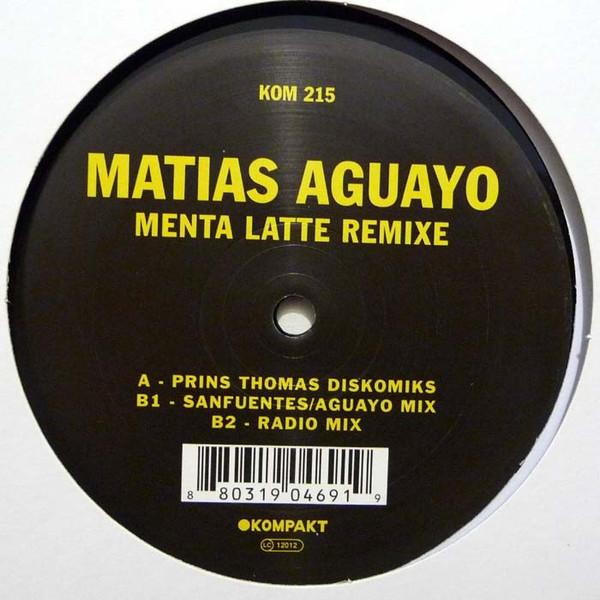 KOM 215
MATIAS AGUAYO
MENTA LATTE REMIXE
A - PRINS THOMAS DISKOMIKS
B1 - SANFUENTES/AGUAYO MIX
B2 - RADIO MIX
8 80319 04691 9
KOMPAKT
LC 12012